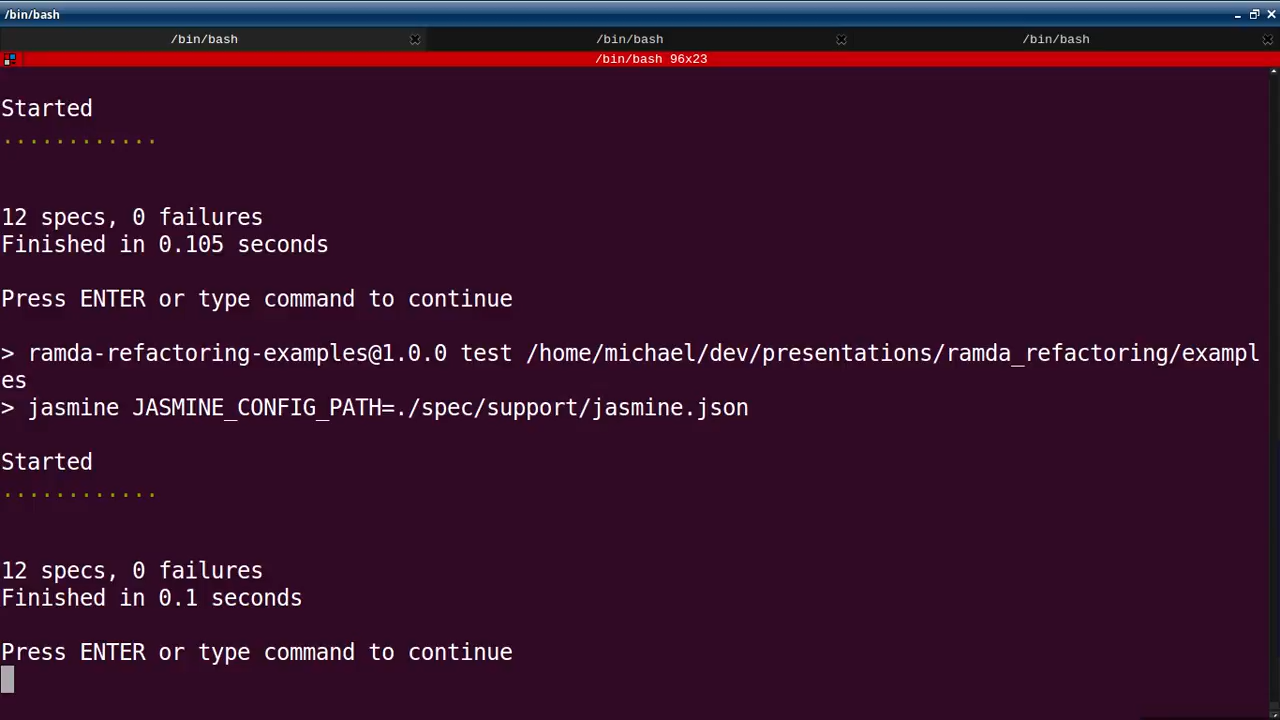 /bin/bash
/bin/bash /bin/bash /bin/bash
/bin/bash 96x23
Started
............
12 specs, 0 failures
Finished in 0.105 seconds
Press ENTER or type command to continue
> ramda-refactoring-examples@1.0.0 test /home/michael/dev/presentations/ramda_refactoring/exampl
es
> jasmine JASMINE_CONFIG_PATH=./spec/support/jasmine.json
Started
............
12 specs, 0 failures
Finished in 0.1 seconds
Press ENTER or type command to continue